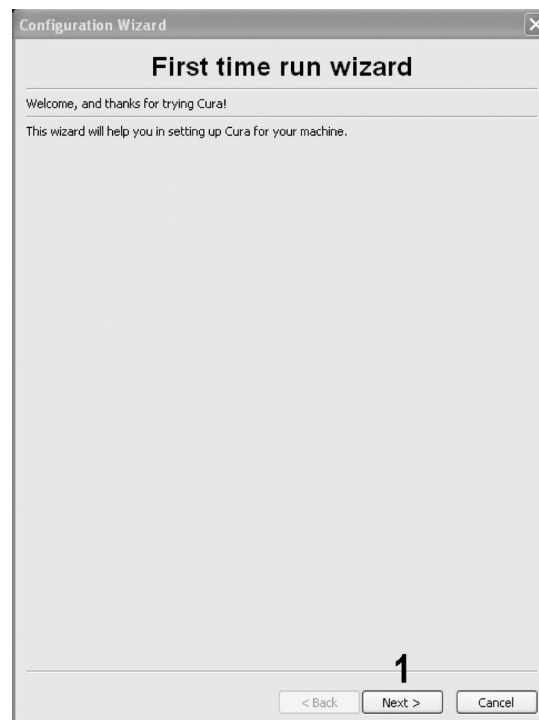 Configuration Wizard
First time run wizard
Welcome, and thanks for trying Cura!
This wizard will help you in setting up Cura for your machine.
1
< Back Next > Cancel